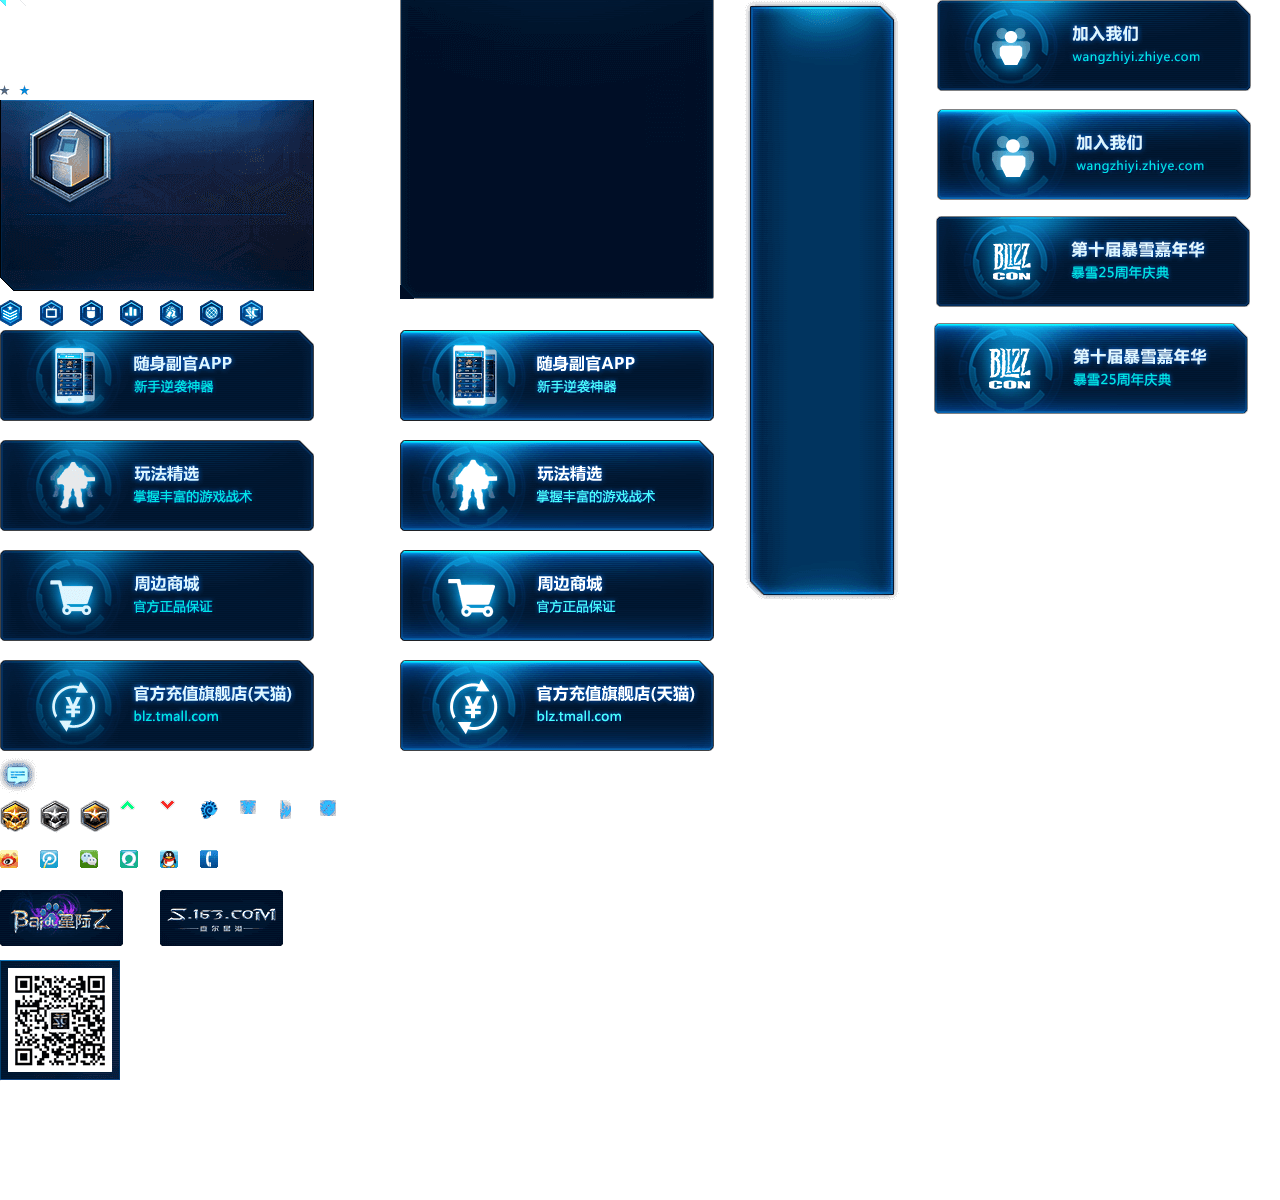 加入我们
wangzhiyi.zhiye.com
加入我们
wangzhiyi.zhiye.com
第十届暴雪嘉年华
暴雪25周年庆典
BLIZZ
CON
第十届暴雪嘉年华
暴雪25周年庆典
BLIZZ
CON
随身副官APP
新手逆袭神器
随身副官APP
新手逆袭神器
玩法精选
掌握丰富的游戏战术
玩法精选
掌握丰富的游戏战术
周边商城
官方正品保证
周边商城
官方正品保证
官方充值旗舰店(天猫)
blz.tmall.com
¥
官方充值旗舰店(天猫)
blz.tmall.com
¥
Baidu星际2
S.163.COM